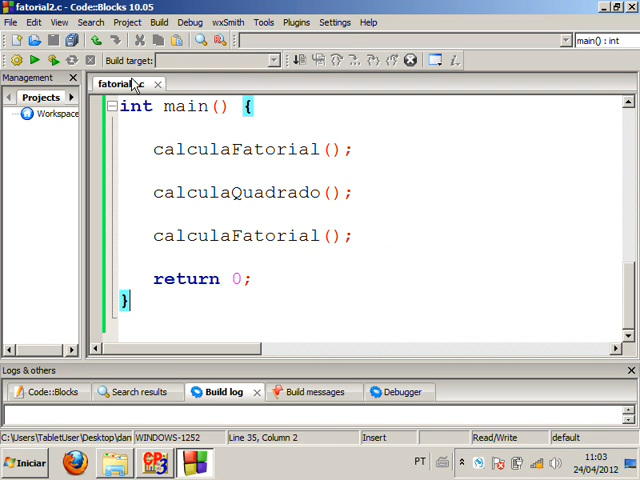 fatorial2.c - Code::Blocks 10.05
File Edit View Search Project Build Debug wxSmith Tools Plugins Settings Help
main() : int
Build target:
Management
Projects
Workspace
fatorial2.c
int main() {
calculaFatorial();
calculaQuadrado();
calculaFatorial();
return 0;
}
Logs & others
Code::Blocks Search results Build log Build messages Debugger
C:\Users\TabletUser\Desktop\dan WINDOWS-1252 Line 35, Column 2 Insert Read/Write default
Iniciar PT 11:03
24/04/2012